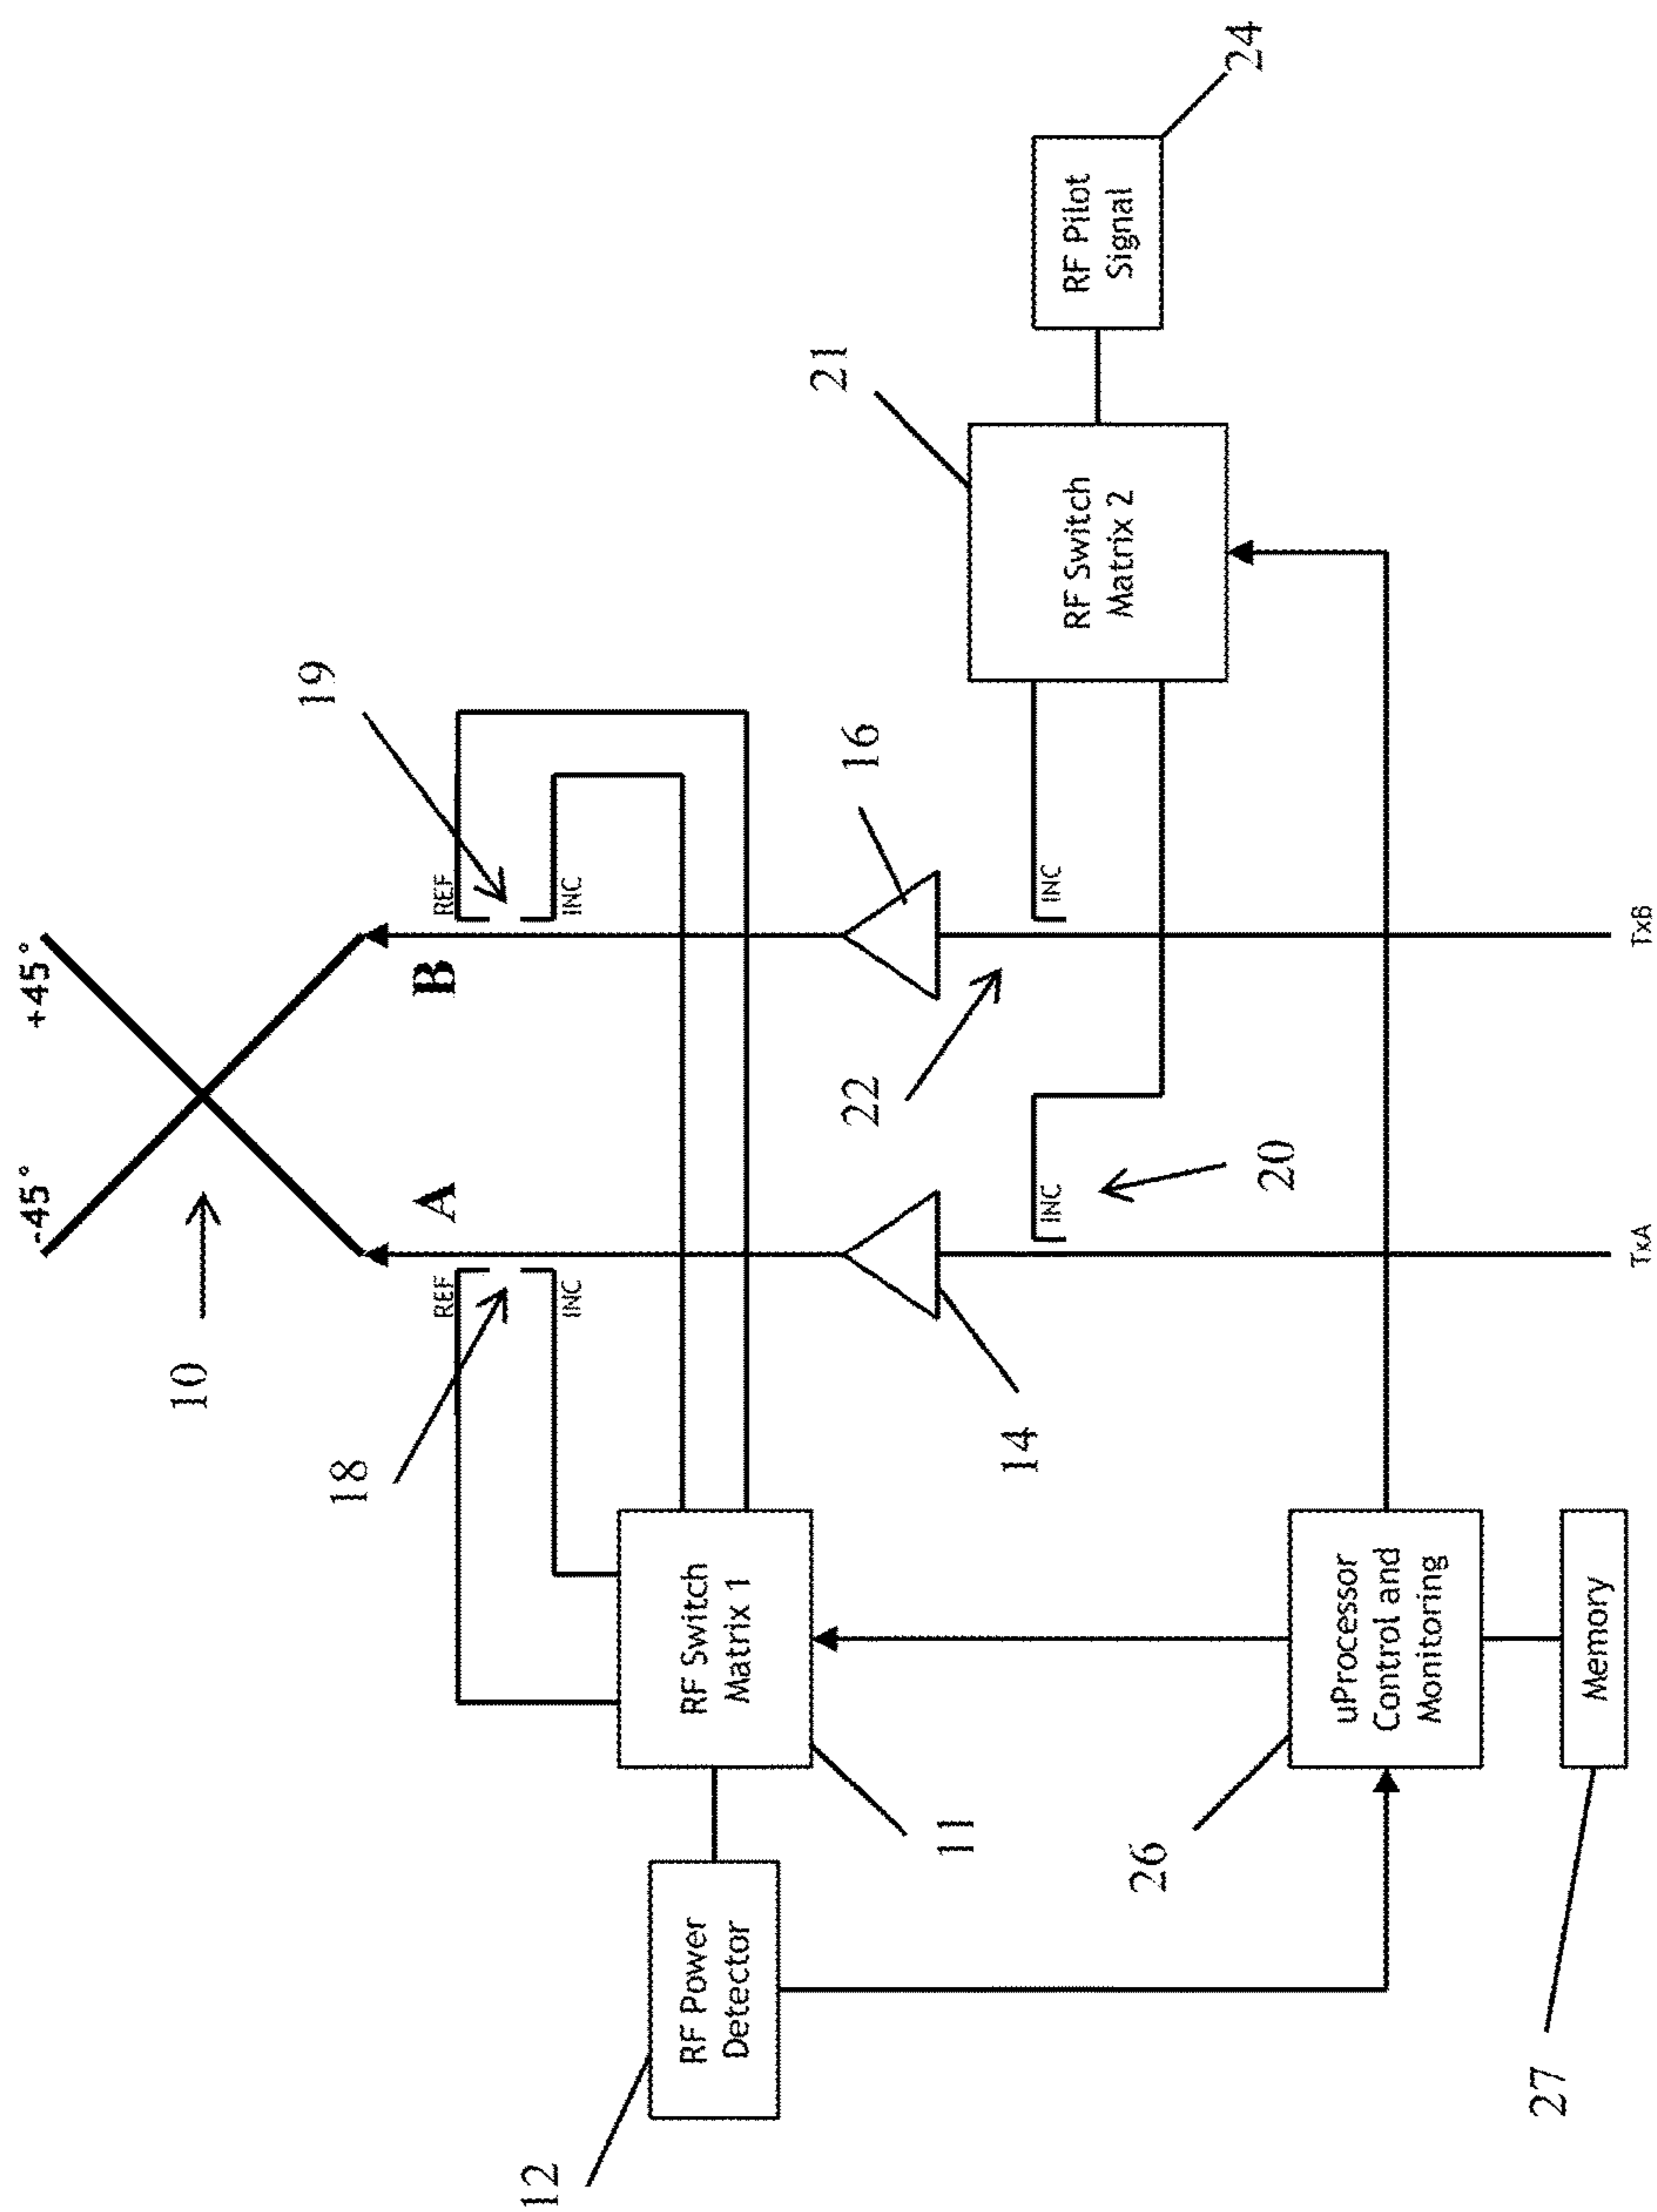 -45°
+45°
10
A
B
18
REF
INC
19
REF
INC
12
RF Power
Detector
RF Switch
Matrix 1
11
14
16
22
20
INC
INC
21
RF Switch
Matrix 2
RF Pilot
Signal
24
26
uProcessor
Control and
Monitoring
27
Memory
TxA
TxB